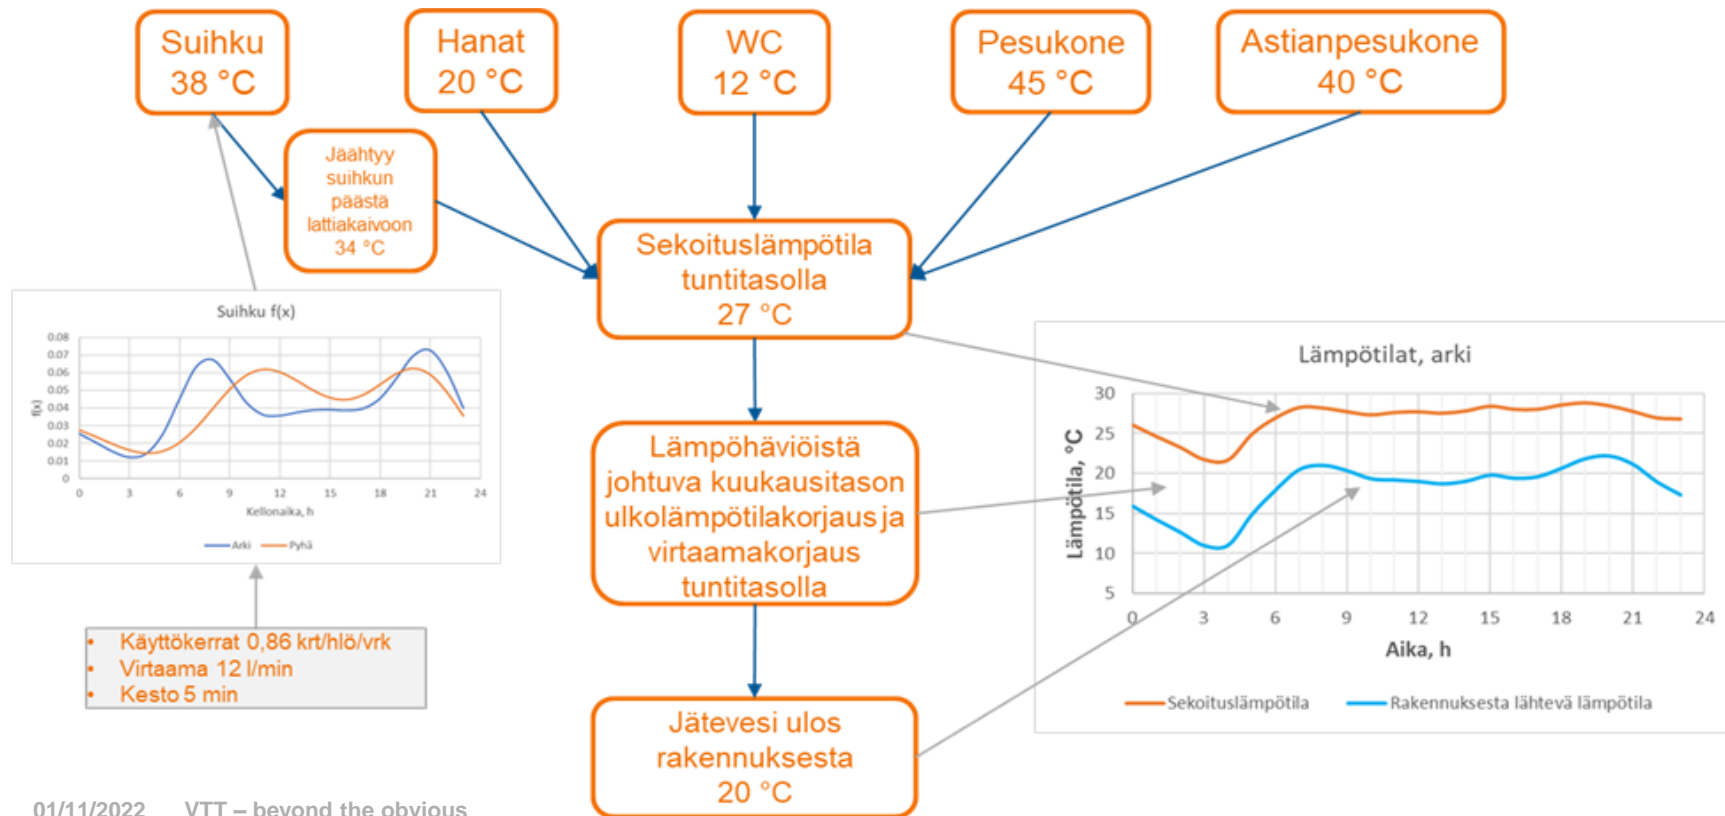 Suihku
38 °C
Hanat
20 °C
WC
12 °C
Pesukone
45 °C
Astianpesukone
40 °C
Jäähtyy
suihkun
päästä
lattiakaivoon
34 °C
Sekoituslämpötila
tuntitasolla
27 °C
Suihku f(x)
0.08
0.07
0.06
0.05
0.04
0.03
0.02
0.01
0
f(x)
0 3 6 9 12 15 18 21 24
Kellonaika, h
Arki Pyhä
Lämpötilat, arki
30
25
20
15
10
5
Lämpötila, °C
0 3 6 9 12 15 18 21 24
Aika, h
Sekoituslämpötila Rakennuksesta lähtevä lämpötila
Lämpöhäviöistä
johtuva kuukausitason
ulkolämpötilakorjaus ja
virtaamakorjaus
tuntitasolla
• Käyttökerrat 0,86 krt/hlö/vrk
• Virtaama 12 l/min
• Kesto 5 min
Jätevesi ulos
rakennuksesta
20 °C
01/11/2022 VTT – beyond the obvious